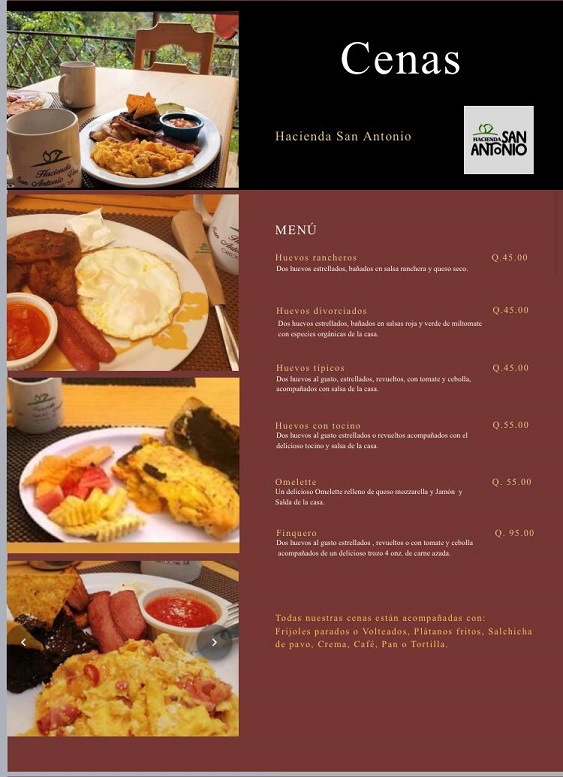 Cenas
Hacienda San Antonio
HACIENDA SAN
ANTONIO
MENÚ
Huevos rancheros Q.45.00
Dos huevos estrellados, bañados en salsa ranchera y queso seco.
Huevos divorciados Q.45.00
Dos huevos estrellados, bañados en salsas roja y verde de miltomate
con especies orgánicas de la casa.
Huevos típicos Q.45.00
Dos huevos al gusto, estrellados, revueltos, con tomate y cebolla,
acompañados con salsa de la casa.
Huevos con tocino Q.55.00
Dos huevos al gusto estrellados o revueltos acompañados con el
delicioso tocino y salsa de la casa.
Omelette Q. 55.00
Un delicioso Omelette relleno de queso mozzarella y Jamón y
Salda de la casa.
Finquero Q. 95.00
Dos huevos al gusto estrellados , revueltos o con tomate y cebolla
acompañados de un delicioso trozo 4 onz. de carne azada.
Todas nuestras cenas están acompañadas con:
Frijoles parados o Volteados, Plátanos fritos, Salchicha
de pavo, Crema, Café, Pan o Tortilla.
Hacienda
San Antonio